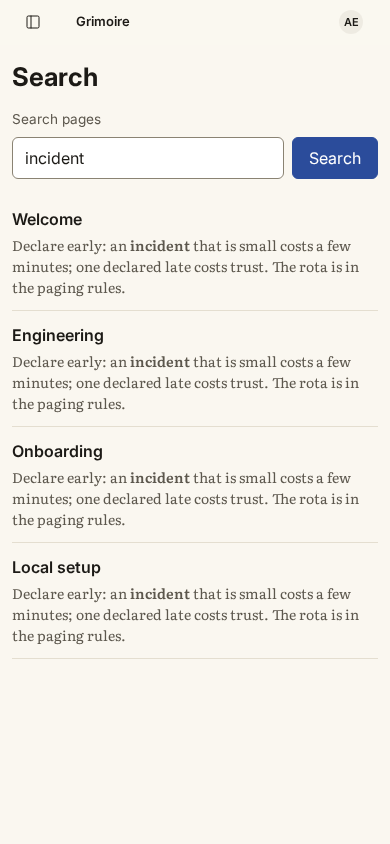 Grimoire
AE
Search
Search pages
incident
Search
Welcome
Declare early: an incident that is small costs a few
minutes; one declared late costs trust. The rota is in
the paging rules.
Engineering
Declare early: an incident that is small costs a few
minutes; one declared late costs trust. The rota is in
the paging rules.
Onboarding
Declare early: an incident that is small costs a few
minutes; one declared late costs trust. The rota is in
the paging rules.
Local setup
Declare early: an incident that is small costs a few
minutes; one declared late costs trust. The rota is in
the paging rules.